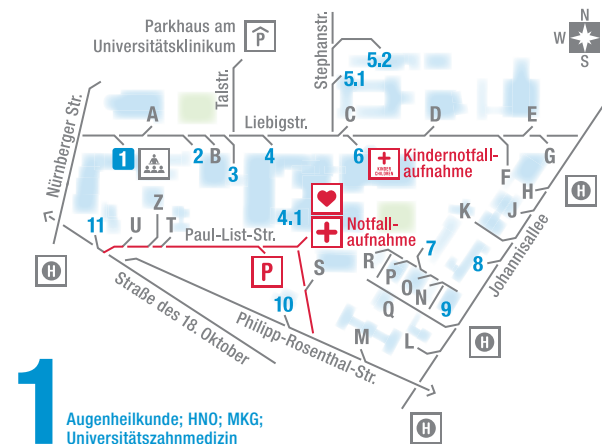 Parkhaus am
Universitätsklinikum
P
N
W
S
Stephanstr.
5.2
5.1
Talstr.
Nürnberger Str.
A
Liebigstr.
C
D
E
1
2
B
3
4
6
KINDER
CHILDREN
Kindernotfall-
aufnahme
F
G
H
H
J
K
Johannisallee
4.1
Notfall-
aufnahme
11
U
Z
T
Paul-List-Str.
P
S
7
R
P
O
N
9
8
H
Q
10
Straße des 18. Oktober
Philipp-Rosenthal-Str.
M
L
H
H
1
Augenheilkunde; HNO; MKG;
Universitätszahnmedizin